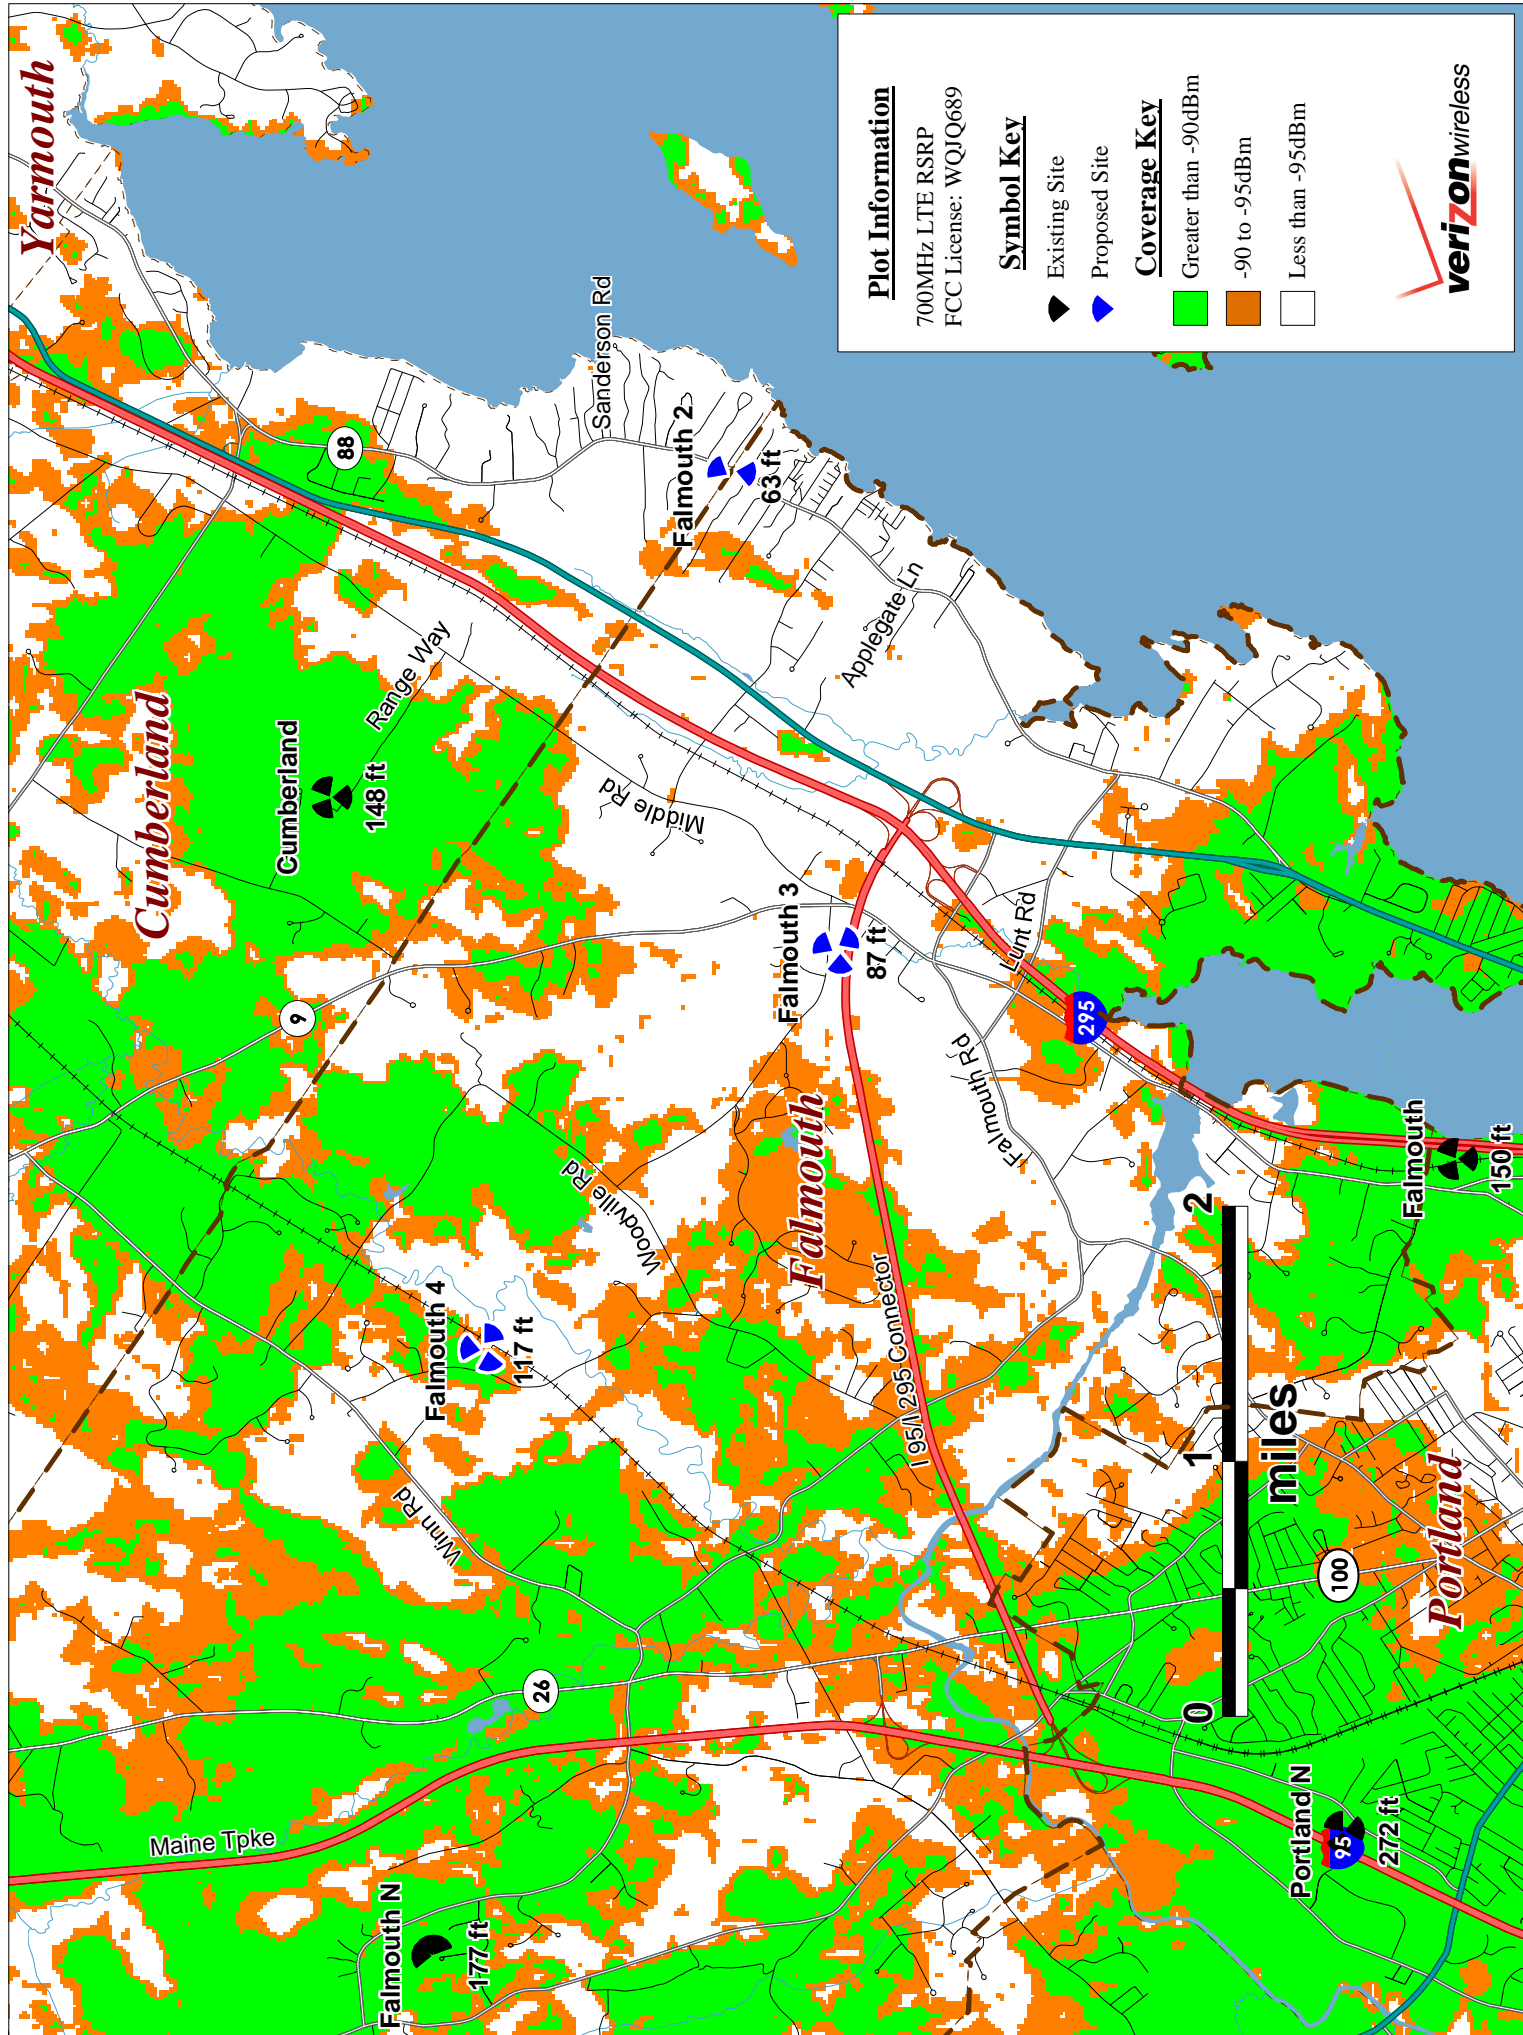 Yarmouth
Cumberland
Falmouth
Portland
Cumberland
148 ft
Falmouth 2
63 ft
Falmouth 3
87 ft
Falmouth 4
117 ft
Falmouth N
177 ft
Portland N
272 ft
Falmouth
150 ft
Sanderson Rd
Range Way
Applegate Ln
Middle Rd
Lunt Rd
Falmouth Rd
Woodville Rd
I 95/I 295 Connector
Winn Rd
Maine Tpke
88
9
26
100
295
95
0
1
2
miles
Plot Information
700MHz LTE RSRP
FCC License: WQJQ689
Symbol Key
Existing Site
Proposed Site
Coverage Key
Greater than -90dBm
-90 to -95dBm
Less than -95dBm
verizonwireless